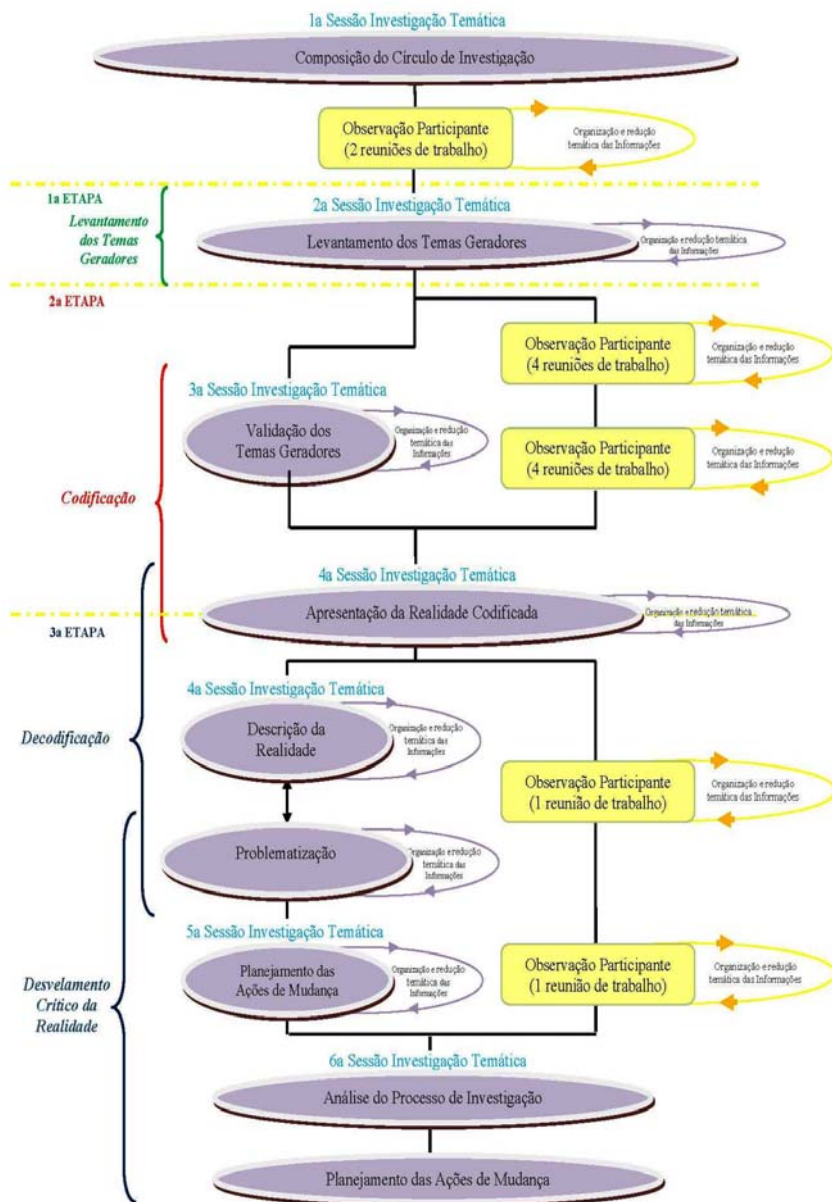 1a Sessão Investigação Temática
Composição do Círculo de Investigação
Observação Participante
(2 reuniões de trabalho)
Organização e redução
temática das Informações
1a ETAPA
Levantamento
dos Temas
Geradores
2a Sessão Investigação Temática
Levantamento dos Temas Geradores
Organização e redução temática
das Informações
2a ETAPA
Observação Participante
(4 reuniões de trabalho)
Organização e redução
temática das Informações
3a Sessão Investigação Temática
Validação dos
Temas Geradores
Organização e redução
temática das
Informações
Observação Participante
(4 reuniões de trabalho)
Organização e redução
temática das Informações
Codificação
4a Sessão Investigação Temática
Apresentação da Realidade Codificada
Organização e redução temática
das Informações
3a ETAPA
4a Sessão Investigação Temática
Descrição da
Realidade
Organização e redução
temática das
Informações
Decodificação
Observação Participante
(1 reunião de trabalho)
Organização e redução
temática das Informações
Problematização
Organização e redução
temática das
Informações
5a Sessão Investigação Temática
Planejamento das
Ações de Mudança
Organização e redução
temática das
Informações
Observação Participante
(1 reunião de trabalho)
Organização e redução
temática das Informações
Desvelamento
Crítico da
Realidade
6a Sessão Investigação Temática
Análise do Processo de Investigação
Planejamento das Ações de Mudança